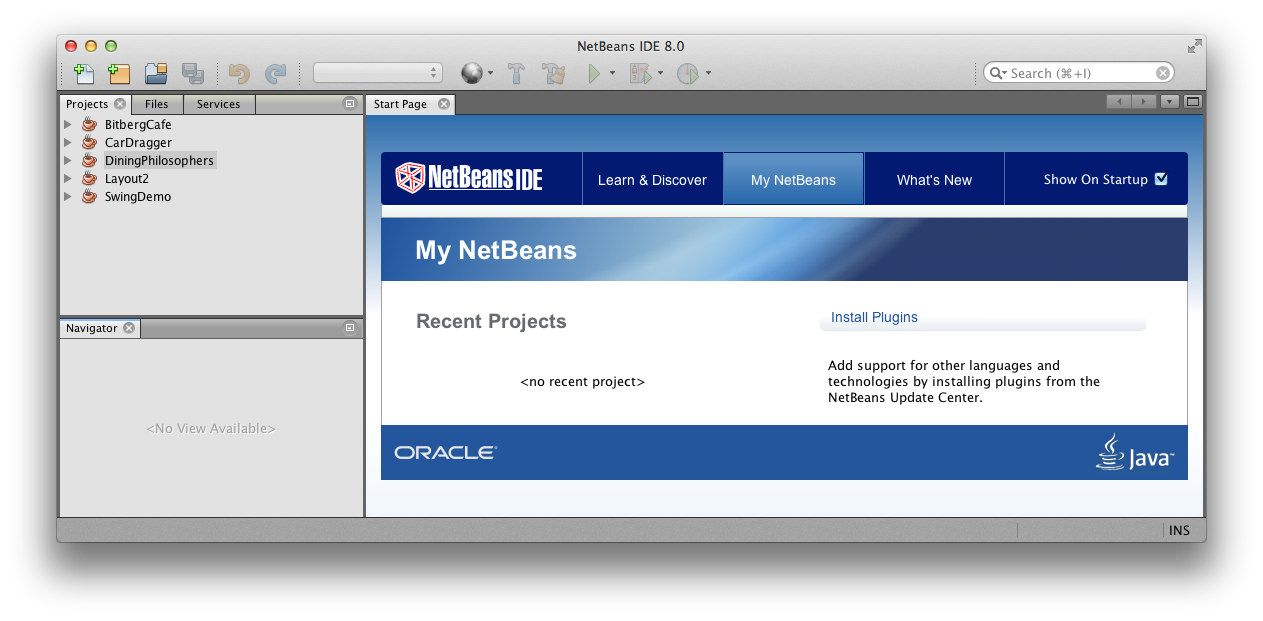 NetBeans IDE 8.0
Search (⌘+I)
Projects Files Services
Start Page
BitbergCafe
CarDragger
DiningPhilosophers
Layout2
SwingDemo
Navigator
<No View Available>
NetBeans IDE Learn & Discover My NetBeans What's New Show On Startup
My NetBeans
Recent Projects
<no recent project>
Install Plugins
Add support for other languages and
technologies by installing plugins from the
NetBeans Update Center.
ORACLE
Java™
INS